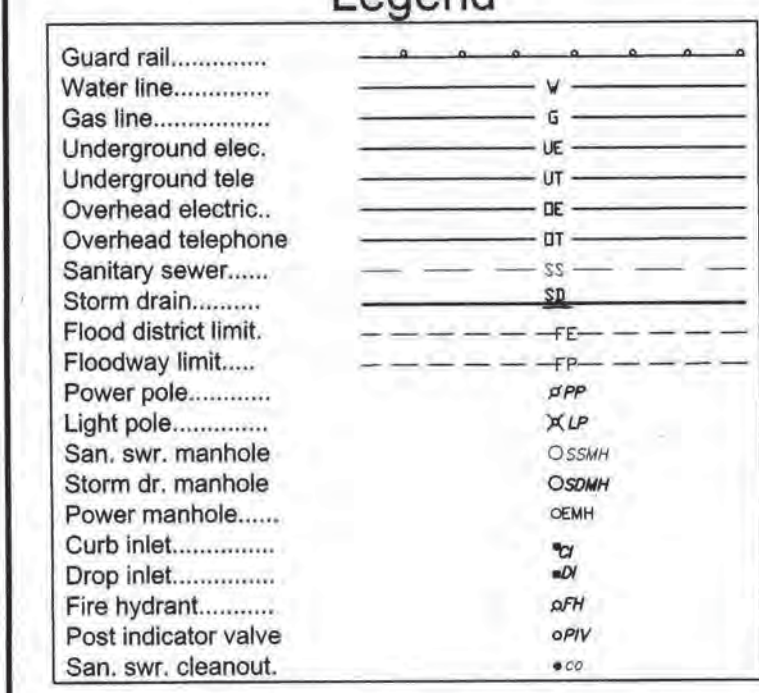 Legend
Guard rail..............
Water line............... W
Gas line.................. G
Underground elec. UE
Underground tele UT
Overhead electric.. OE
Overhead telephone OT
Sanitary sewer...... SS
Storm drain.......... SD
Flood district limit. FE
Floodway limit..... FP
Power pole............ PP
Light pole.............. LP
San. swr. manhole SSMH
Storm dr. manhole SDMH
Power manhole...... EMH
Curb inlet............... CI
Drop inlet............... DI
Fire hydrant........... FH
Post indicator valve PIV
San. swr. cleanout. CO